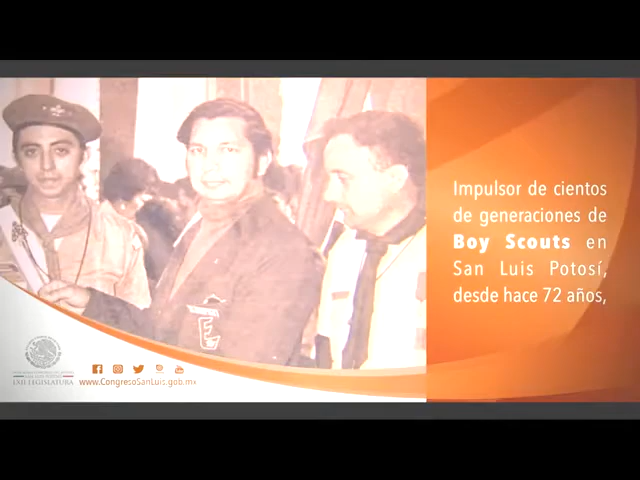 Impulsor de cientos
de generaciones de
Boy Scouts en
San Luis Potosí,
desde hace 72 años,
E
LXII LEGISLATURA
www.CongresoSanLuis.gob.mx